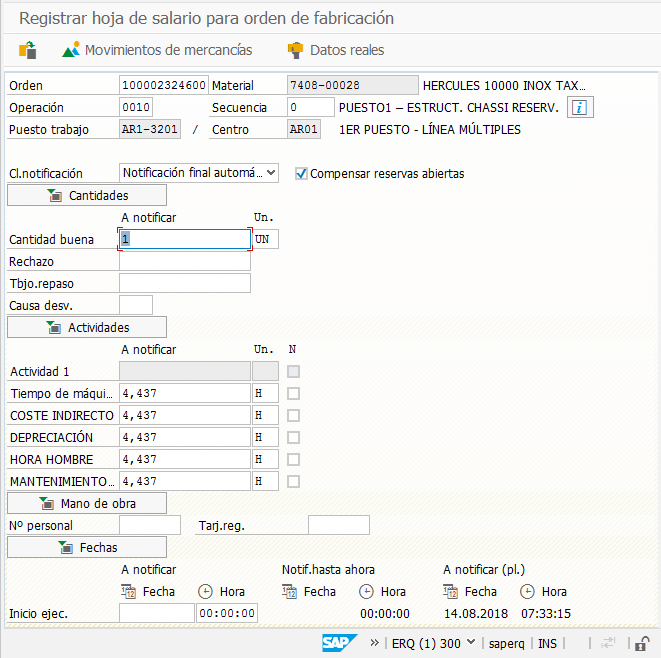 Registrar hoja de salario para orden de fabricación
Movimientos de mercancías Datos reales
Orden 100002324600 Material 7408-00028 HERCULES 10000 INOX TAX...
Operación 0010 Secuencia 0 PUESTO1 – ESTRUCT. CHASSI RESERV.
Puesto trabajo AR1-3201 / Centro AR01 1ER PUESTO - LÍNEA MÚLTIPLES
Cl.notificación Notificación final automá... Compensar reservas abiertas
Cantidades
A notificar Un.
Cantidad buena 1 UN
Rechazo
Tbjo.repaso
Causa desv.
Actividades
A notificar Un. N
Actividad 1
Tiempo de máqui... 4,437 H
COSTE INDIRECTO 4,437 H
DEPRECIACIÓN 4,437 H
HORA HOMBRE 4,437 H
MANTENIMIENTO... 4,437 H
Mano de obra
Nº personal Tarj.reg.
Fechas
A notificar Notif.hasta ahora A notificar (pl.)
Fecha Hora Fecha Hora Fecha Hora
Inicio ejec. 00:00:00 00:00:00 14.08.2018 07:33:15
SAP » ERQ (1) 300 saperq INS